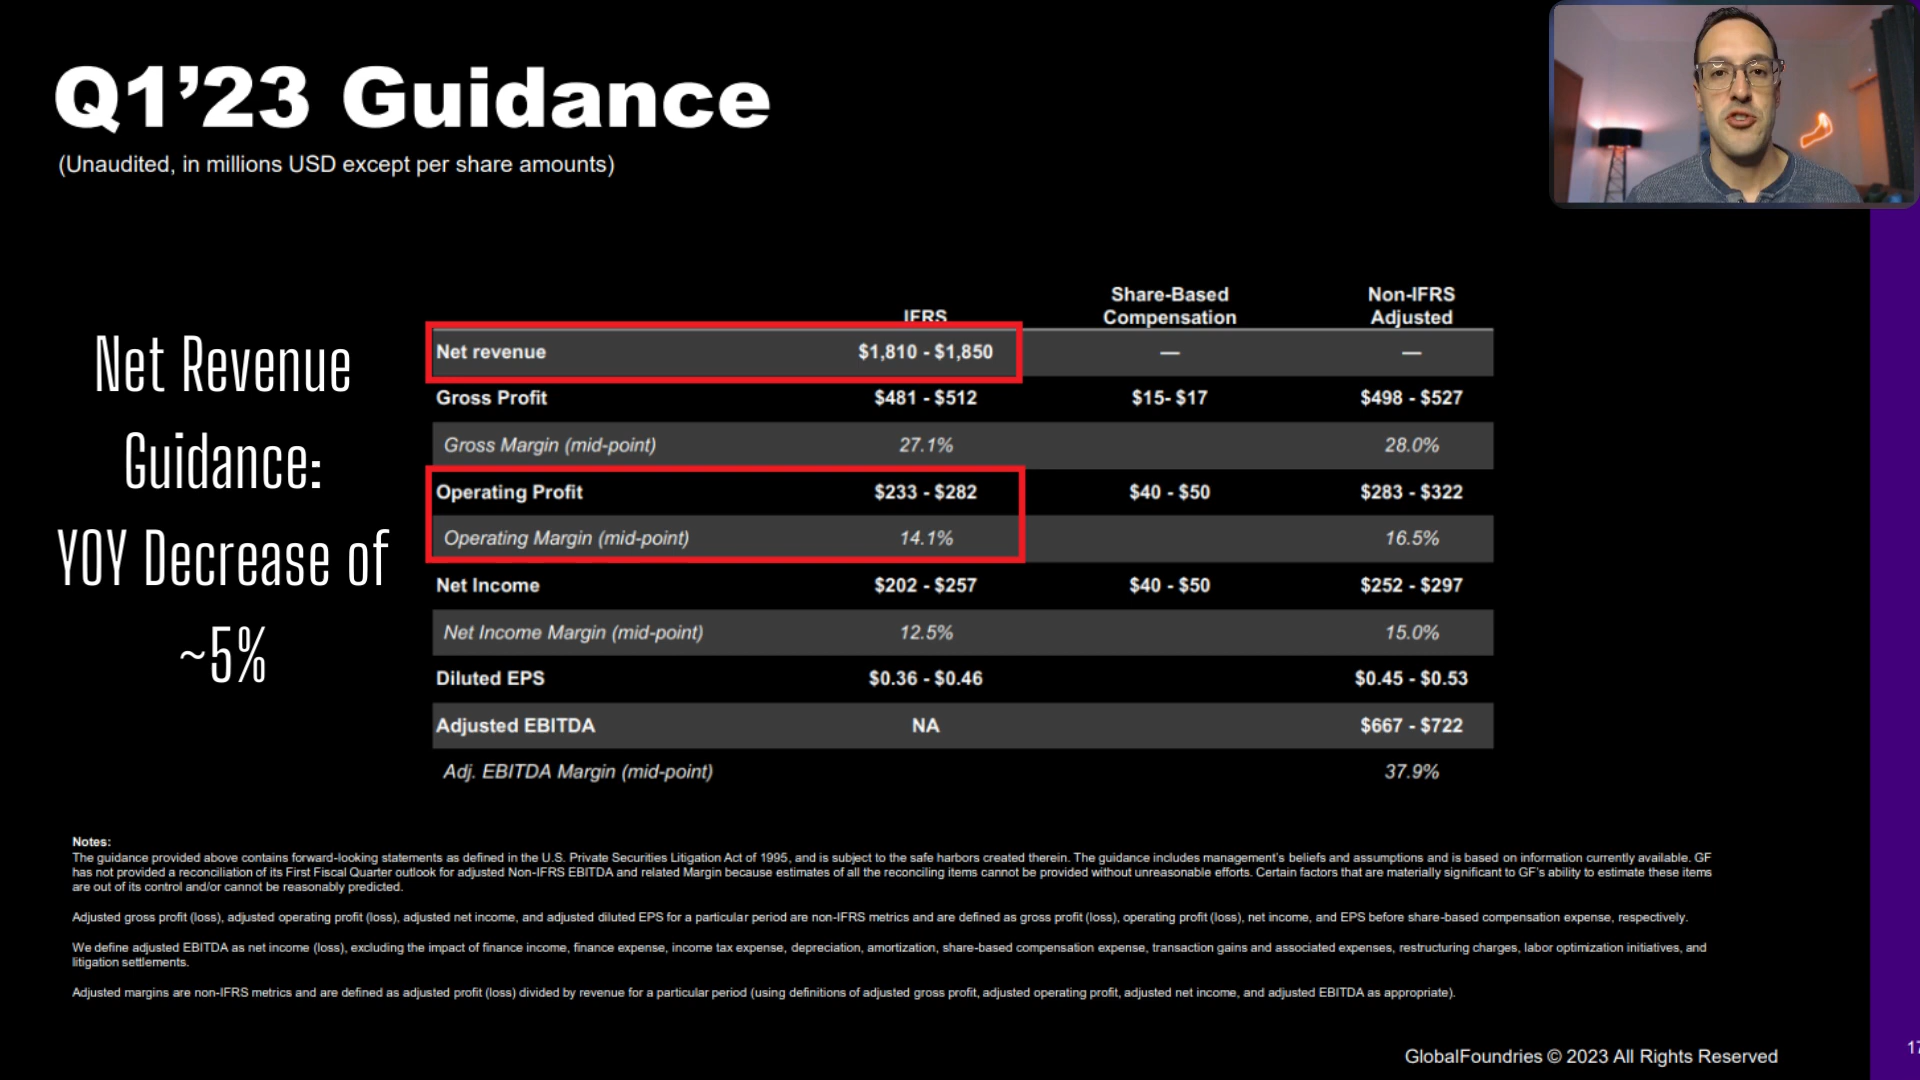 Q1’23 Guidance
(Unaudited, in millions USD except per share amounts)
Net Revenue
Guidance:
YOY Decrease of
~5%
IFRS Share-Based Compensation Non-IFRS Adjusted
Net revenue $1,810 - $1,850 — —
Gross Profit $481 - $512 $15- $17 $498 - $527
Gross Margin (mid-point) 27.1% 28.0%
Operating Profit $233 - $282 $40 - $50 $283 - $322
Operating Margin (mid-point) 14.1% 16.5%
Net Income $202 - $257 $40 - $50 $252 - $297
Net Income Margin (mid-point) 12.5% 15.0%
Diluted EPS $0.36 - $0.46 $0.45 - $0.53
Adjusted EBITDA NA $667 - $722
Adj. EBITDA Margin (mid-point) 37.9%
Notes:
The guidance provided above contains forward-looking statements as defined in the U.S. Private Securities Litigation Act of 1995, and is subject to the safe harbors created therein. The guidance includes management's beliefs and assumptions and is based on information currently available. GF
has not provided a reconciliation of its First Fiscal Quarter outlook for adjusted Non-IFRS EBITDA and related Margin because estimates of all the reconciling items cannot be provided without unreasonable efforts. Certain factors that are materially significant to GF's ability to estimate these items
are out of its control and/or cannot be reasonably predicted.
Adjusted gross profit (loss), adjusted operating profit (loss), adjusted net income, and adjusted diluted EPS for a particular period are non-IFRS metrics and are defined as gross profit (loss), operating profit (loss), net income, and EPS before share-based compensation expense, respectively.
We define adjusted EBITDA as net income (loss), excluding the impact of finance income, finance expense, income tax expense, depreciation, amortization, share-based compensation expense, transaction gains and associated expenses, restructuring charges, labor optimization initiatives, and
litigation settlements.
Adjusted margins are non-IFRS metrics and are defined as adjusted profit (loss) divided by revenue for a particular period (using definitions of adjusted gross profit, adjusted operating profit, adjusted net income, and adjusted EBITDA as appropriate).
GlobalFoundries © 2023 All Rights Reserved
17